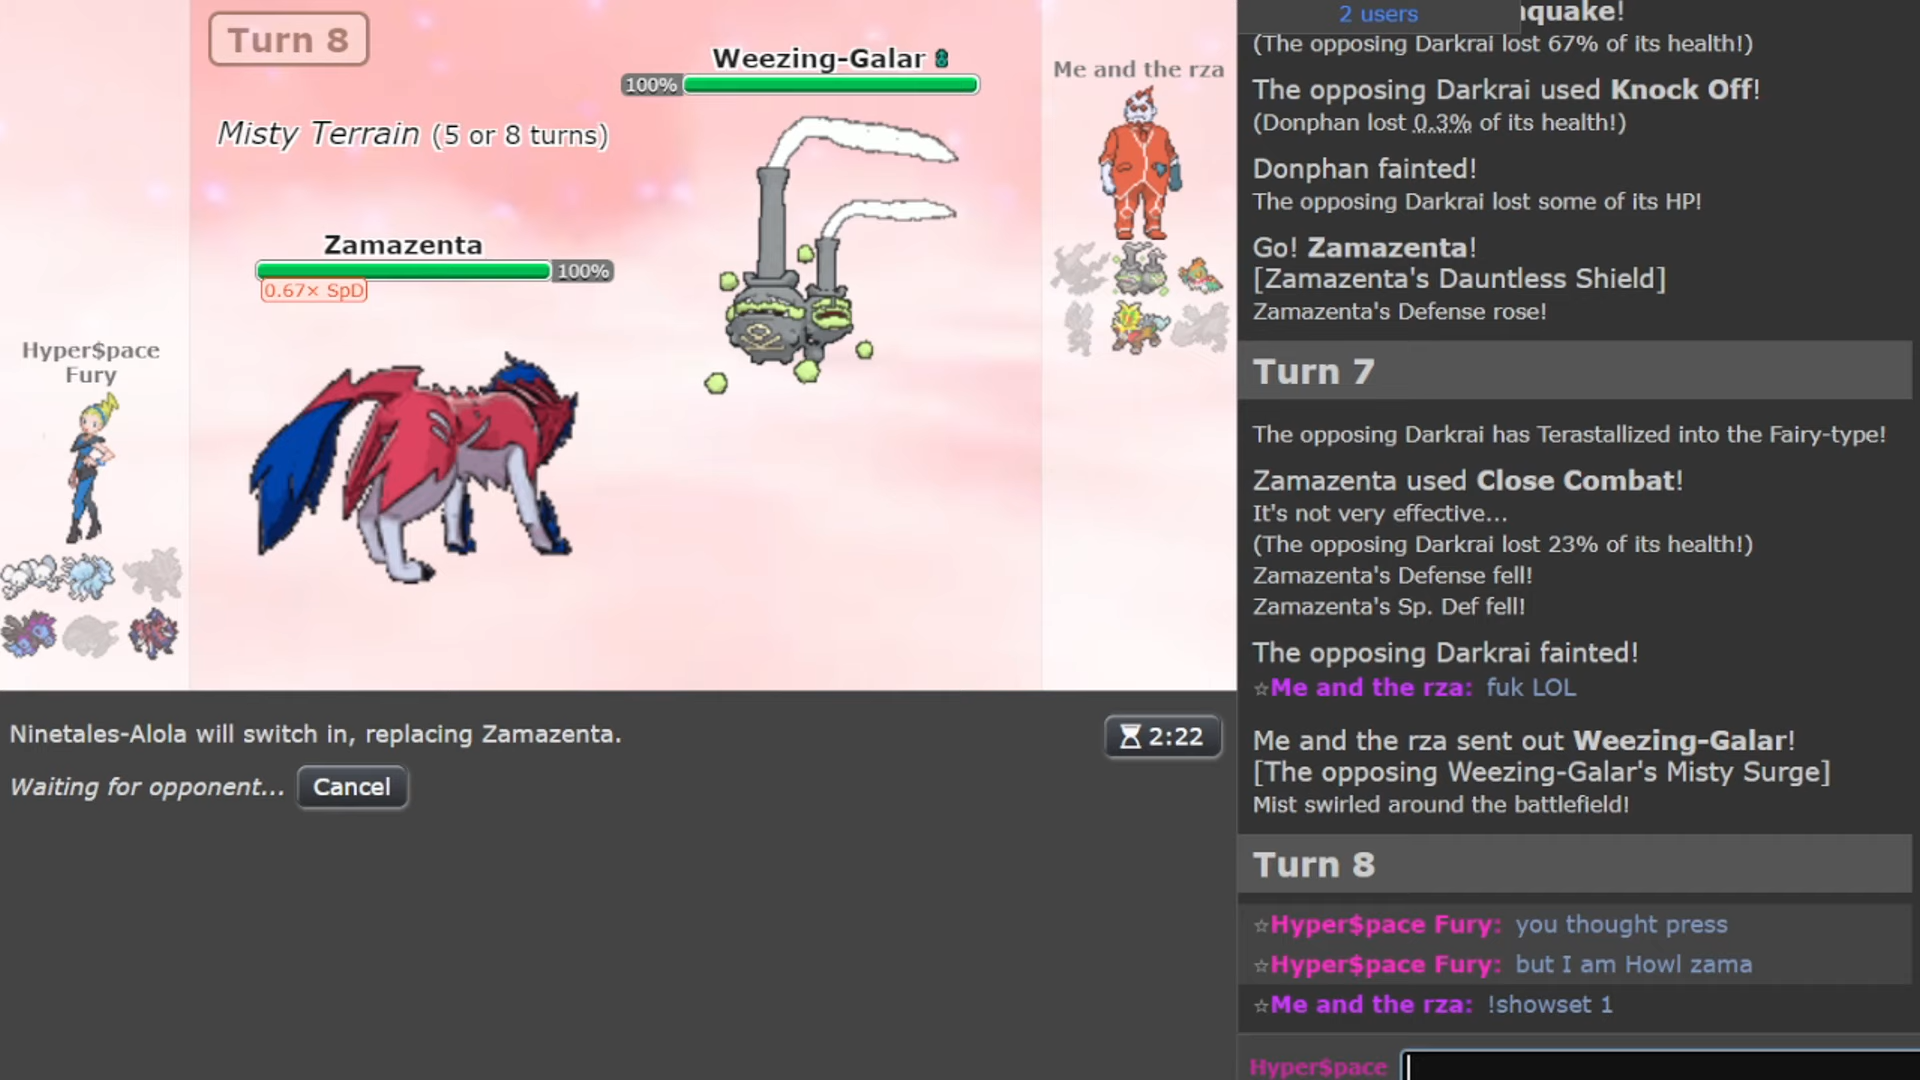 Turn 8
Weezing-Galar
100%
Misty Terrain (5 or 8 turns)
Zamazenta
100%
0.67× SpD
Hyper$pace
Fury
Me and the rza
Ninetales-Alola will switch in, replacing Zamazenta.
2:22
Waiting for opponent...
Cancel
2 users
quake!
(The opposing Darkrai lost 67% of its health!)
The opposing Darkrai used Knock Off!
(Donphan lost 0.3% of its health!)
Donphan fainted!
The opposing Darkrai lost some of its HP!
Go! Zamazenta!
[Zamazenta's Dauntless Shield]
Zamazenta's Defense rose!
Turn 7
The opposing Darkrai has Terastallized into the Fairy-type!
Zamazenta used Close Combat!
It's not very effective...
(The opposing Darkrai lost 23% of its health!)
Zamazenta's Defense fell!
Zamazenta's Sp. Def fell!
The opposing Darkrai fainted!
☆Me and the rza: fuk LOL
Me and the rza sent out Weezing-Galar!
[The opposing Weezing-Galar's Misty Surge]
Mist swirled around the battlefield!
Turn 8
☆Hyper$pace Fury: you thought press
☆Hyper$pace Fury: but I am Howl zama
☆Me and the rza: !showset 1
Hyper$pace